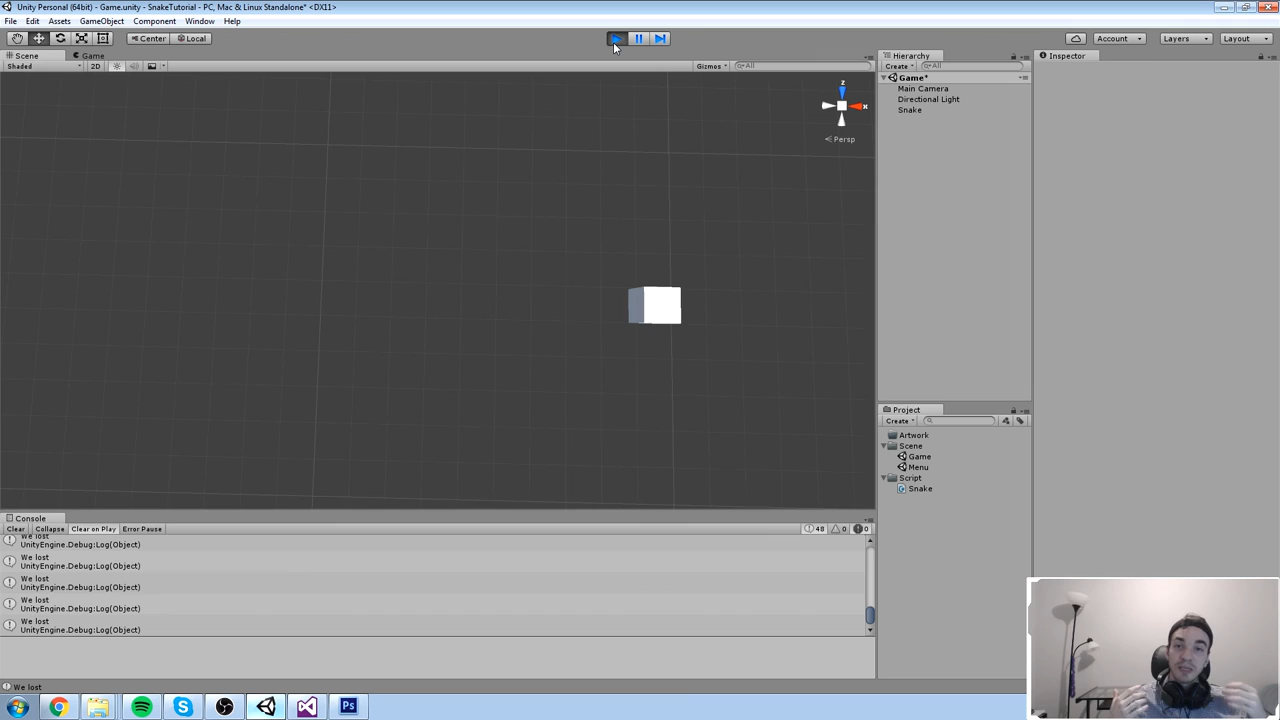 Unity Personal (64bit) - Game.unity - SnakeTutorial - PC, Mac & Linux Standalone* <DX11>
File Edit Assets GameObject Component Window Help
Center Local Account Layers Layout
Scene Game
Shaded 2D Gizmos All
z
x
Persp
Hierarchy
Create All
Game*
Main Camera
Directional Light
Snake
Inspector
Project
Create
Artwork
Scene
Game
Menu
Script
Snake
Console
Clear Collapse Clear on Play Error Pause 48 0 0
We lost
UnityEngine.Debug:Log(Object)
We lost
UnityEngine.Debug:Log(Object)
We lost
UnityEngine.Debug:Log(Object)
We lost
UnityEngine.Debug:Log(Object)
We lost
UnityEngine.Debug:Log(Object)
We lost